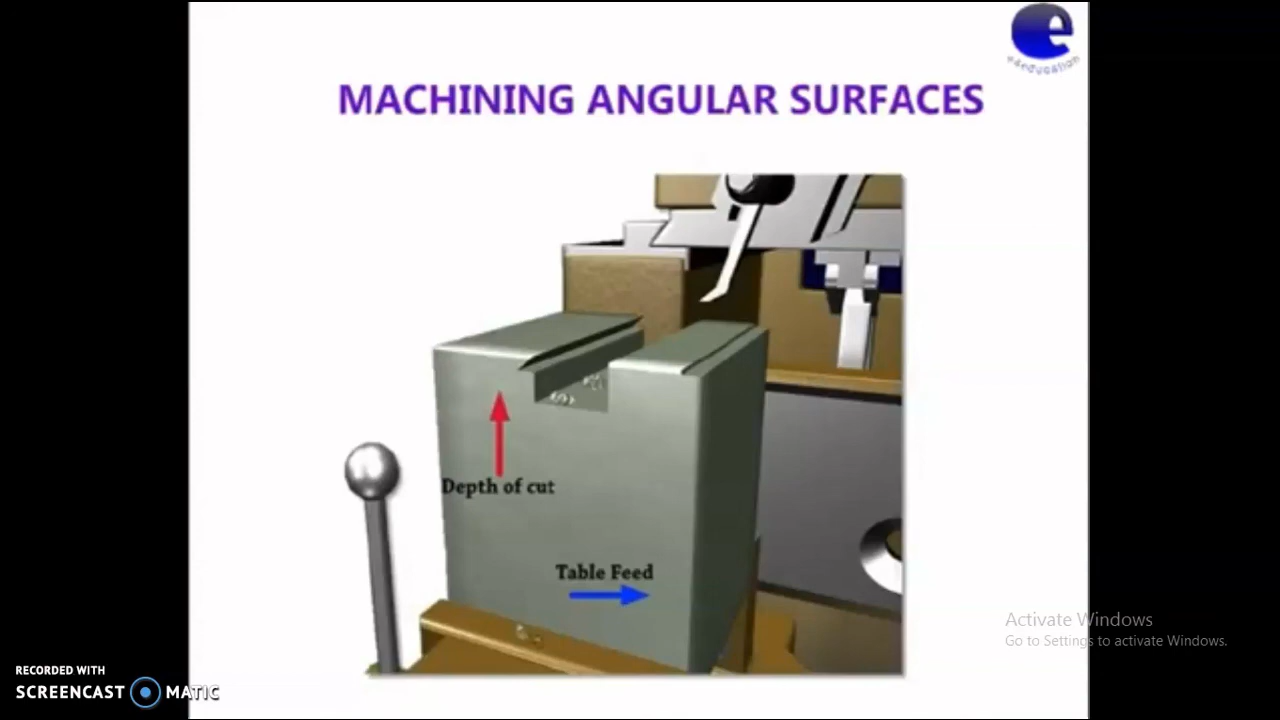 e
e4education
MACHINING ANGULAR SURFACES
Depth of cut
Table Feed
Activate Windows
Go to Settings to activate Windows.
RECORDED WITH
SCREENCAST MATIC